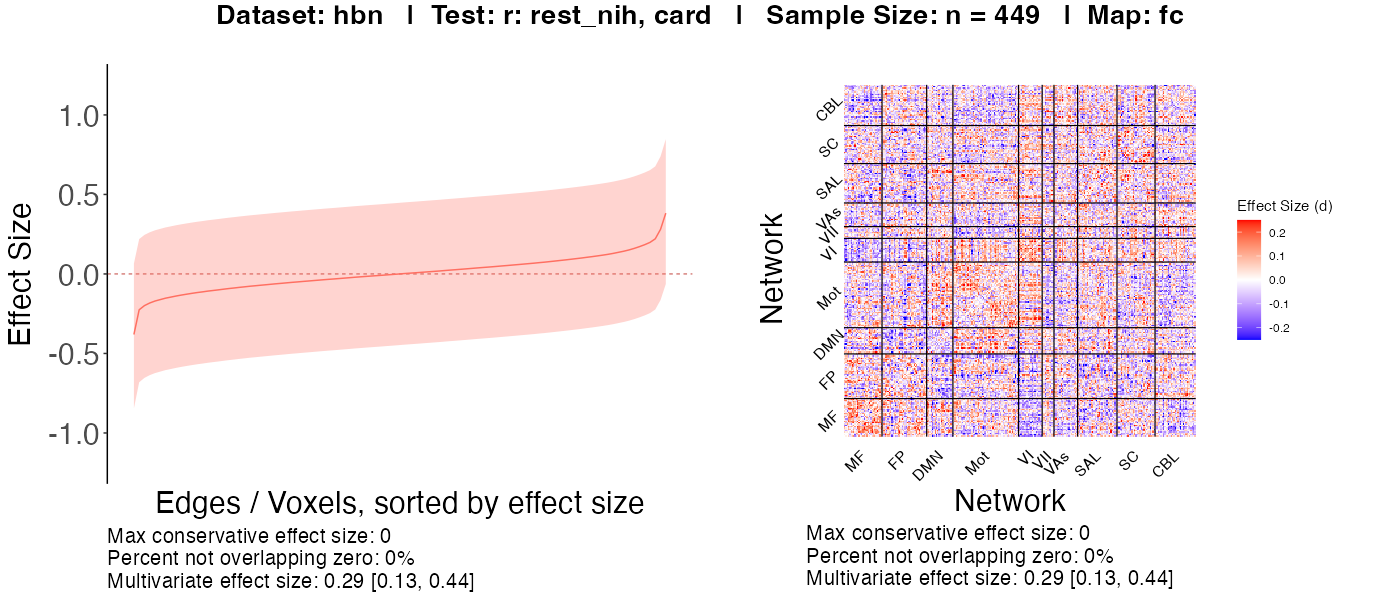 Dataset: hbn | Test: r: rest_nih, card | Sample Size: n = 449 | Map: fc
Effect Size
1.0
0.5
0.0
-0.5
-1.0
Edges / Voxels, sorted by effect size
Max conservative effect size: 0
Percent not overlapping zero: 0%
Multivariate effect size: 0.29 [0.13, 0.44]
Network
CBL
SC
SAL
VAs
VII
VI
Mot
DMN
FP
MF
MF
FP
DMN
Mot
VI
VII
VAs
SAL
SC
CBL
Network
Max conservative effect size: 0
Percent not overlapping zero: 0%
Multivariate effect size: 0.29 [0.13, 0.44]
Effect Size (d)
0.2
0.1
0.0
-0.1
-0.2